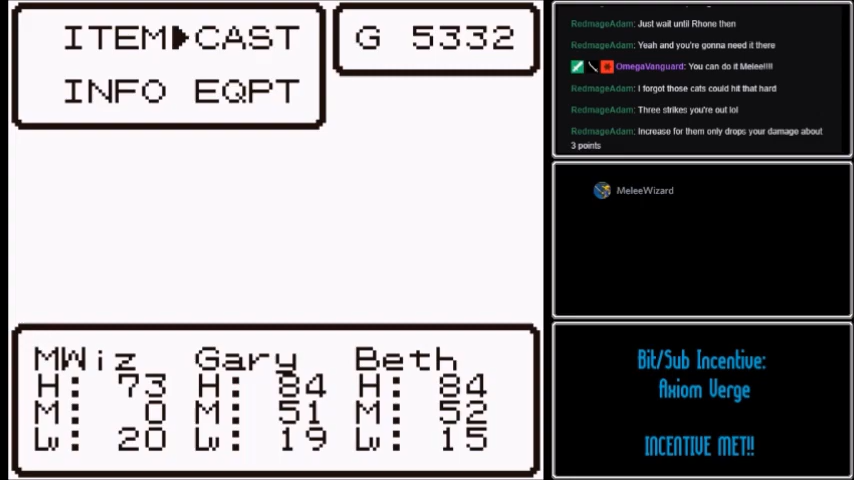 ITEM▶CAST
INFO EQPT
G 5332
MWiz Gary Beth
H: 73 H: 84 H: 84
M: 0 M: 51 M: 52
Lv: 20 Lv: 19 Lv: 15
RedmageAdam: Just wait until Rhone then
RedmageAdam: Yeah and you're gonna need it there
OmegaVanguard: You can do it Melee!!!!
RedmageAdam: I forgot those cats could hit that hard
RedmageAdam: Three strikes you're out lol
RedmageAdam: Increase for them only drops your damage about
3 points
MeleeWizard
Bit/Sub Incentive:
Axiom Verge
INCENTIVE MET!!